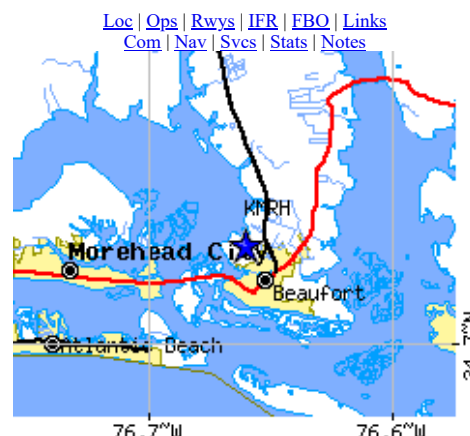 Loc | Ops | Rwys | IFR | FBO | Links
Com | Nav | Svcs | Stats | Notes
KMRH
Morehead City
Beaufort
Atlantic Beach
76.7~W
76.6~W